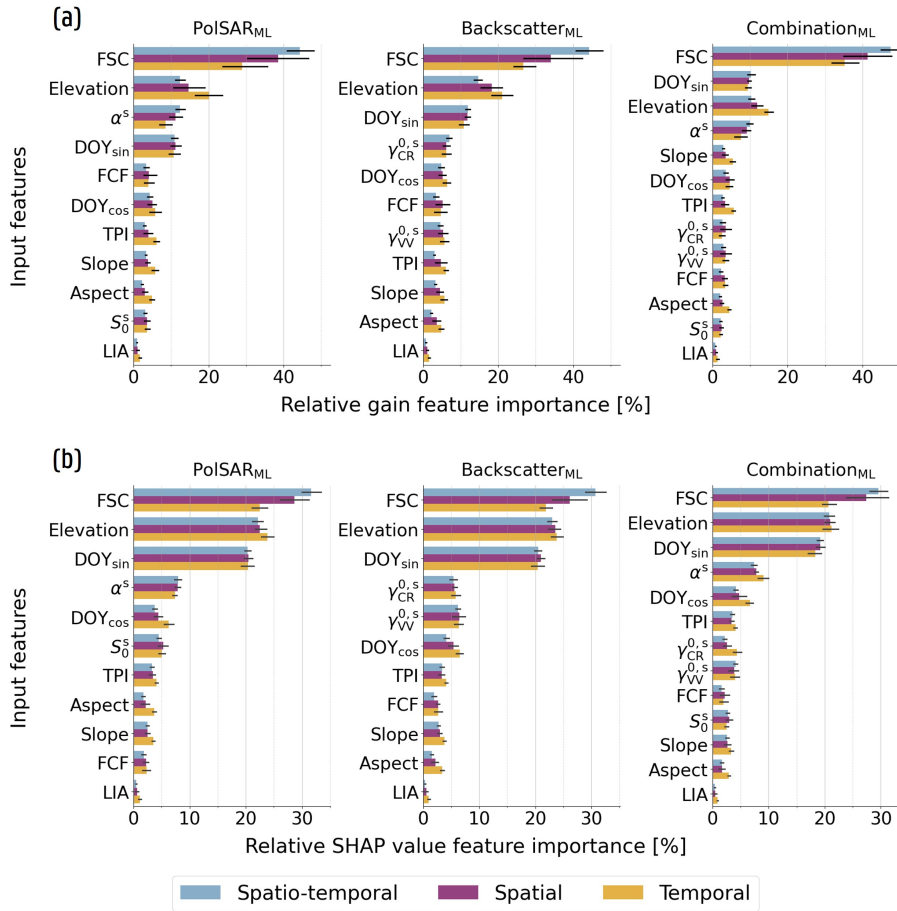 (a)
PolSAR_ML
Backscatter_ML
Combination_ML
Input features
FSC
Elevation
α^s
DOY_sin
FCF
DOY_cos
TPI
Slope
Aspect
S_0^s
LIA
0 20 40
FSC
Elevation
DOY_sin
γ_CR^0,s
DOY_cos
FCF
γ_VV^0,s
TPI
Slope
Aspect
LIA
0 20 40
FSC
DOY_sin
Elevation
α^s
Slope
DOY_cos
TPI
γ_CR^0,s
γ_VV^0,s
FCF
Aspect
S_0^s
LIA
0 20 40
Relative gain feature importance [%]
(b)
PolSAR_ML
Backscatter_ML
Combination_ML
Input features
FSC
Elevation
DOY_sin
α^s
DOY_cos
S_0^s
TPI
Aspect
Slope
FCF
LIA
0 10 20 30
FSC
Elevation
DOY_sin
γ_CR^0,s
γ_VV^0,s
DOY_cos
TPI
FCF
Slope
Aspect
LIA
0 10 20 30
FSC
Elevation
DOY_sin
α^s
DOY_cos
TPI
γ_CR^0,s
γ_VV^0,s
FCF
S_0^s
Slope
Aspect
LIA
0 10 20 30
Relative SHAP value feature importance [%]
Spatio-temporal Spatial Temporal